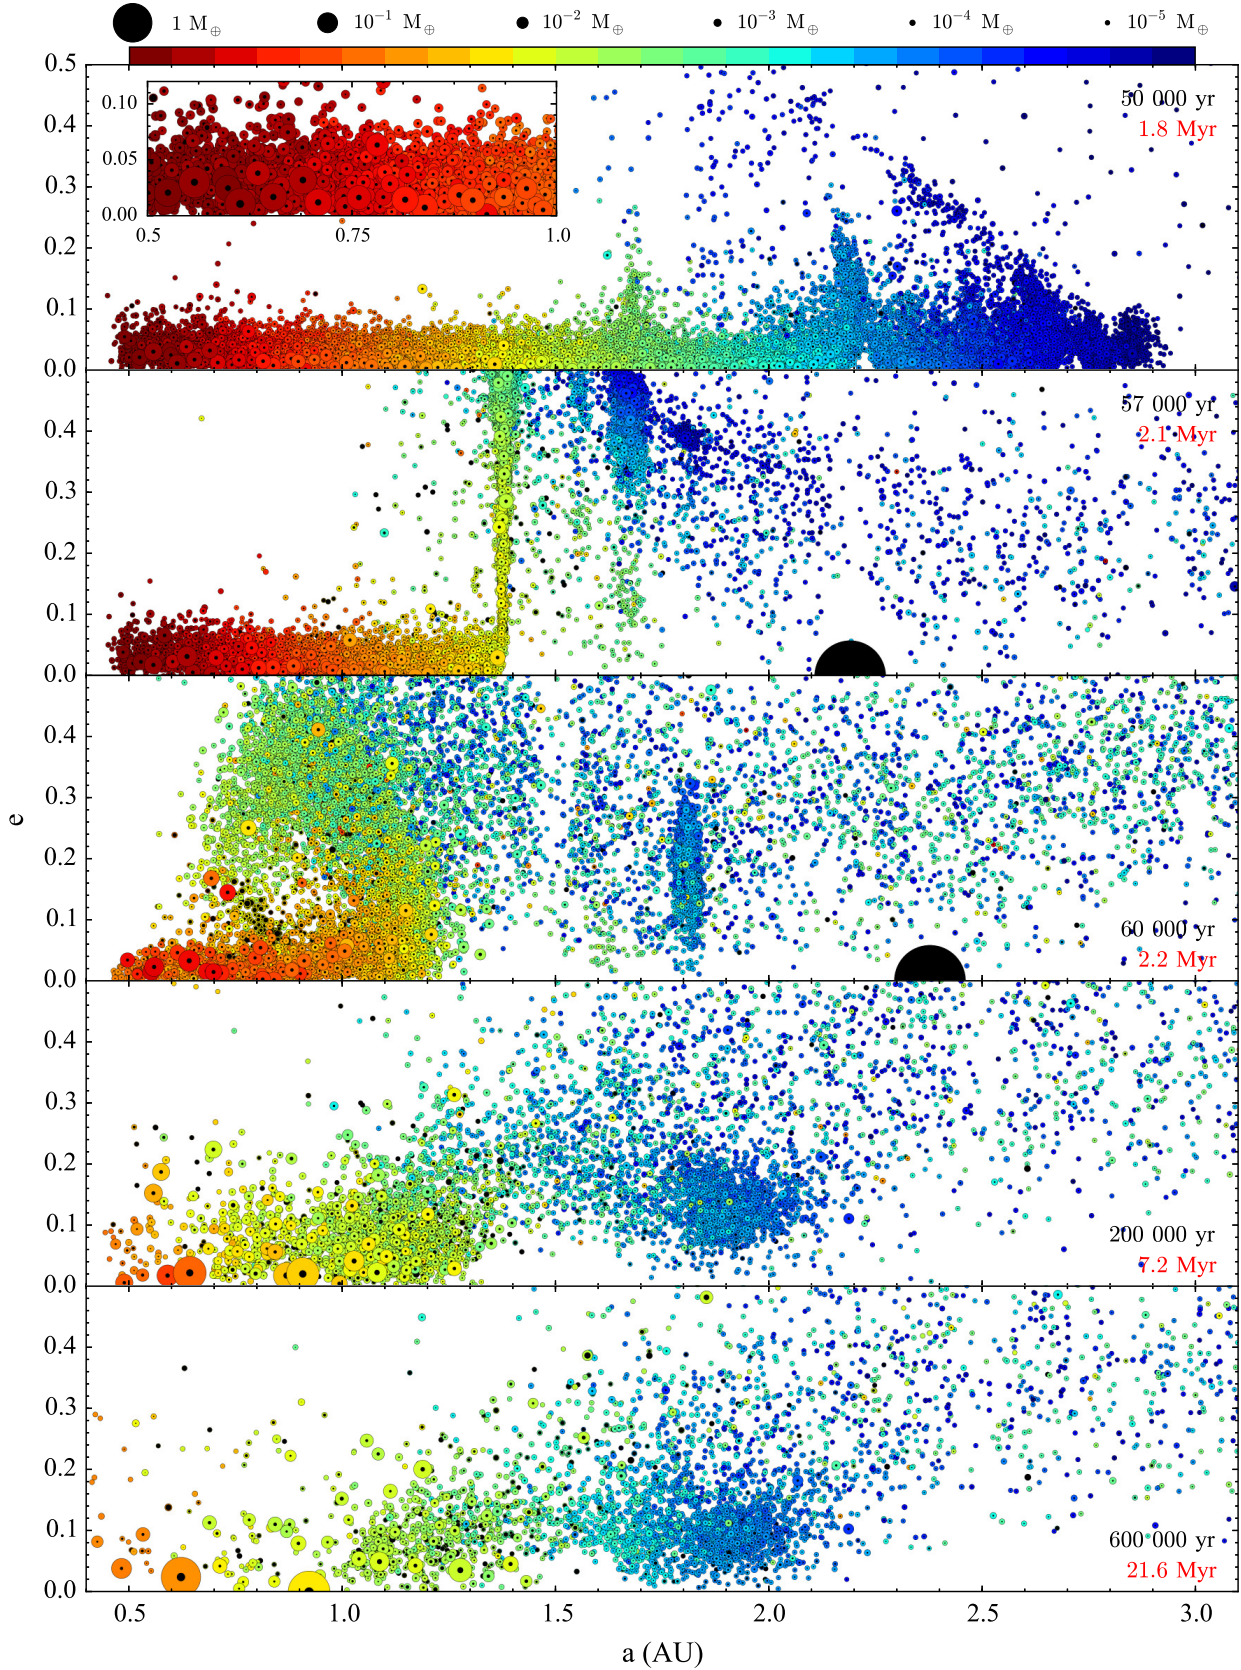 1 M⊕ 10⁻¹ M⊕ 10⁻² M⊕ 10⁻³ M⊕ 10⁻⁴ M⊕ 10⁻⁵ M⊕
0.5
0.4
0.3
0.2
0.1
0.0
0.10
0.05
0.00
0.5 0.75 1.0
50 000 yr
1.8 Myr
0.4
0.3
0.2
0.1
0.0
57 000 yr
2.1 Myr
0.4
0.3
0.2
0.1
0.0
60 000 yr
2.2 Myr
e
0.4
0.3
0.2
0.1
0.0
200 000 yr
7.2 Myr
0.4
0.3
0.2
0.1
0.0
600 000 yr
21.6 Myr
0.5 1.0 1.5 2.0 2.5 3.0
a (AU)